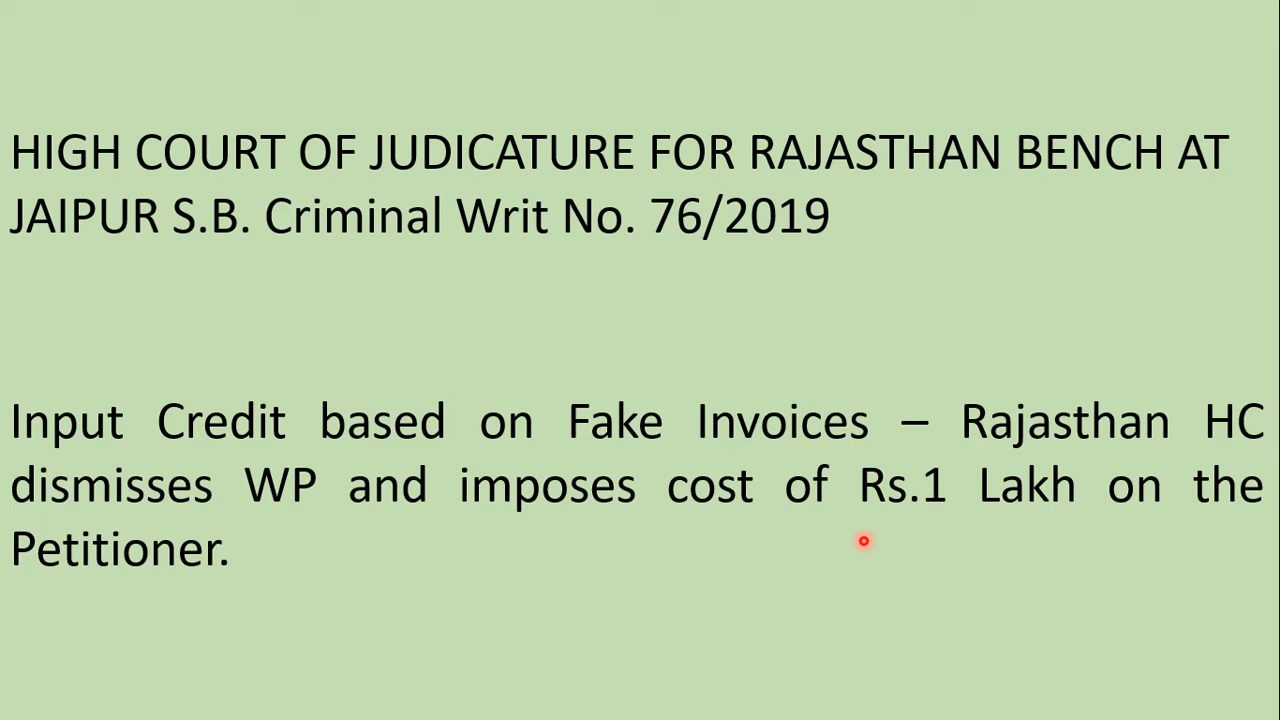 HIGH COURT OF JUDICATURE FOR RAJASTHAN BENCH AT
JAIPUR S.B. Criminal Writ No. 76/2019
Input Credit based on Fake Invoices – Rajasthan HC
dismisses WP and imposes cost of Rs.1 Lakh on the
Petitioner.